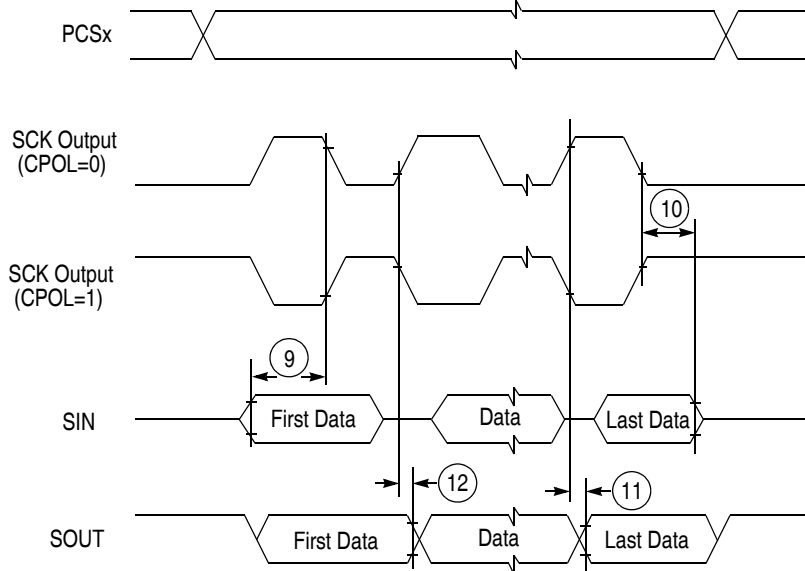 PCSx
SCK Output
(CPOL=0)
10
SCK Output
(CPOL=1)
9
SIN
First Data
Data
Last Data
12
11
SOUT
First Data
Data
Last Data